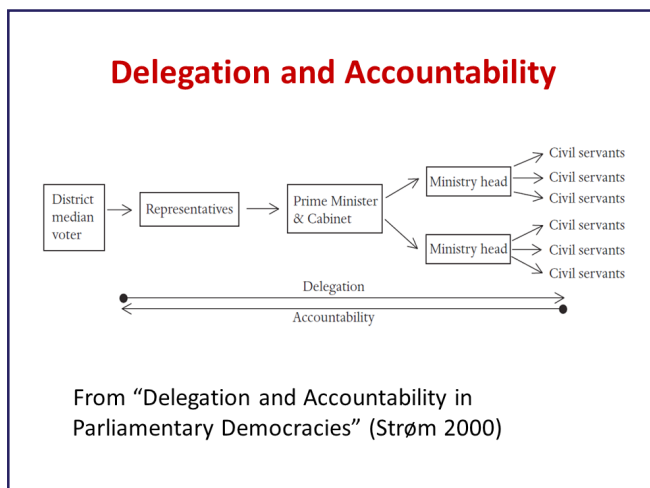 Delegation and Accountability
District
median
voter
Representatives
Prime Minister
& Cabinet
Ministry head
Civil servants
Civil servants
Civil servants
Ministry head
Civil servants
Civil servants
Civil servants
Delegation
Accountability
From “Delegation and Accountability in
Parliamentary Democracies” (Strøm 2000)